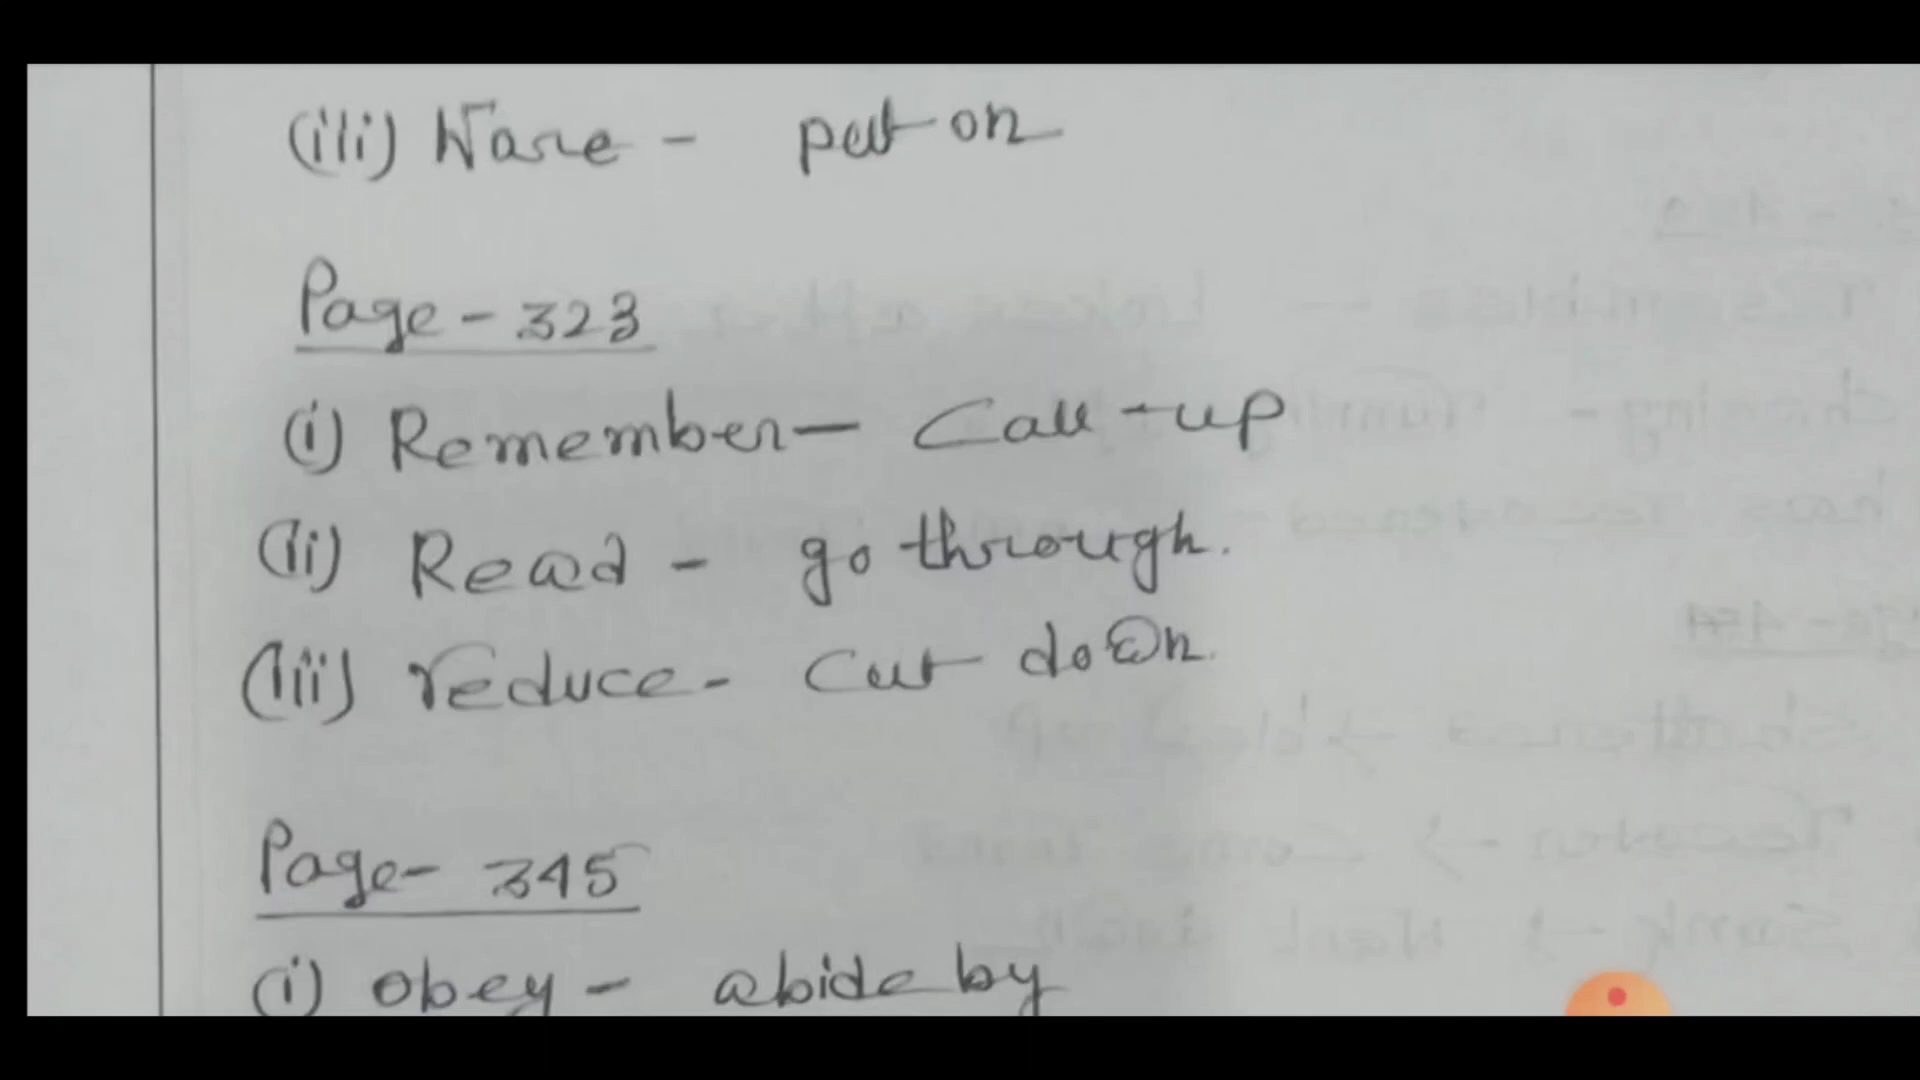 (iii) Ware - put on
Page - 323
(i) Remember - Call-up
(ii) Read - go through.
(iii) reduce - Cut down.
Page - 345
(i) obey - abide by